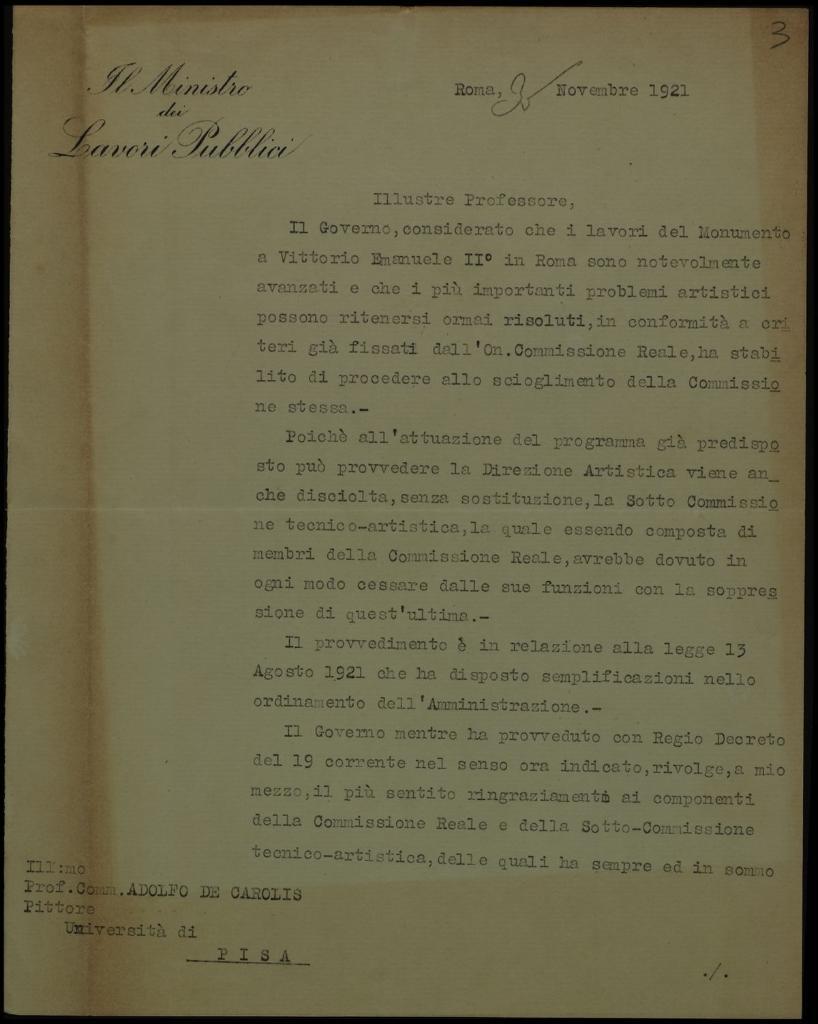 3
Il Ministro
dei
Lavori Pubblici
Roma, Novembre 1921
Illustre Professore,
Il Governo,considerato che i lavori del Monumento
a Vittorio Emanuele II° in Roma sono notevolmente
avanzati e che i più importanti problemi artistici
possono ritenersi ormai risoluti,in conformità a cri
teri già fissati dall'On.Commissione Reale,ha stabi
lito di procedere allo scioglimento della Commissio
ne stessa.-
Poichè all'attuazione del programma già predispo
sto può provvedere la Direzione Artistica viene an_
che disciolta,senza sostituzione,la Sotto Commissio
ne tecnico-artistica,la quale essendo composta di
membri della Commissione Reale,avrebbe dovuto in
ogni modo cessare dalle sue funzioni con la soppres
sione di quest'ultima.-
Il provvedimento è in relazione alla legge 13
Agosto 1921 che ha disposto semplificazioni nello
ordinamento dell'Amministrazione.-
Il Governo mentre ha provveduto con Regio Decreto
del 19 corrente nel senso ora indicato,rivolge,a mio
mezzo,il più sentito ringraziamento ai componenti
della Commissione Reale e della Sotto-Commissione
tecnico-artistica,delle quali ha sempre ed in sommo
Ill:mo
Prof.Comm.ADOLFO DE CAROLIS
Pittore
Università di
PISA
./.